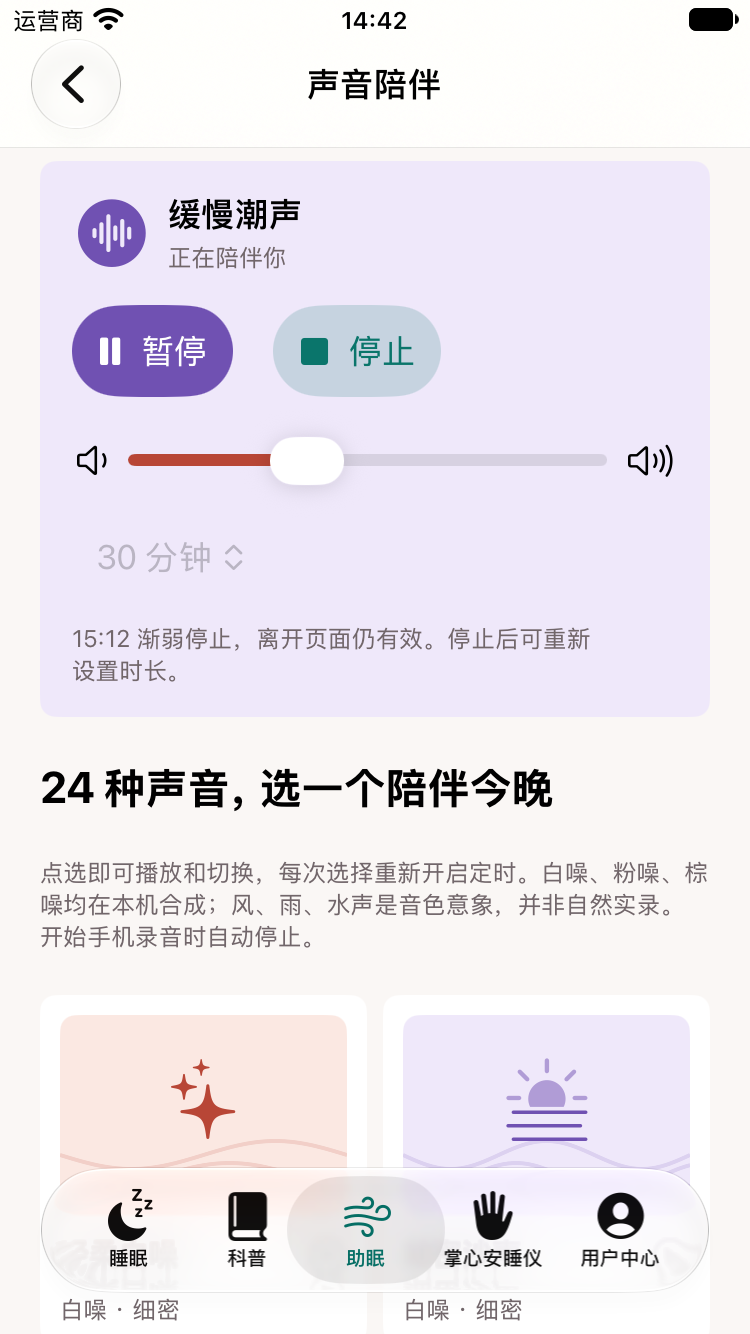 运营商
14:42
声音陪伴
缓慢潮声
正在陪伴你
暂停
停止
30 分钟
15:12 渐弱停止，离开页面仍有效。停止后可重新
设置时长。
24 种声音，选一个陪伴今晚
点选即可播放和切换，每次选择重新开启定时。白噪、粉噪、棕
噪均在本机合成；风、雨、水声是音色意象，并非自然实录。
开始手机录音时自动停止。
睡眠
科普
助眠
掌心安睡仪
用户中心
白噪 · 细密
白噪 · 细密